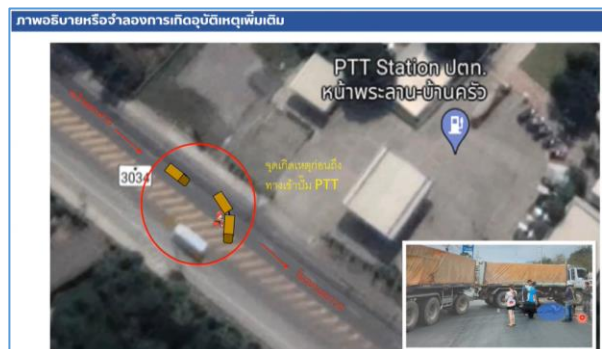 ภาพอธิบายหรือจำลองการเกิดอุบัติเหตุเพิ่มเติม
PTT Station ปตท.
หน้าพระลาน-บ้านครัว
3034
จุดเกิดเหตุก่อนถึง
ทางเข้าปั๊ม PTT